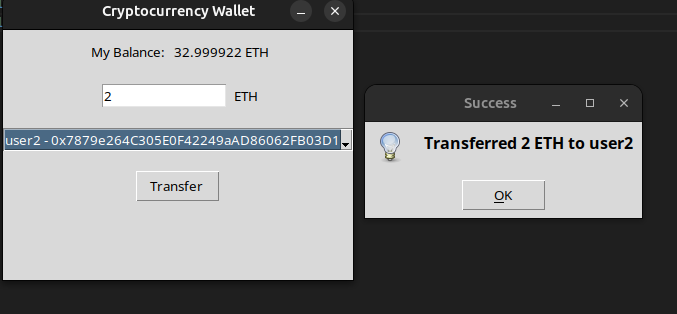 Cryptocurrency Wallet
My Balance: 32.999922 ETH
2 ETH
user2 - 0x7879e264C305E0F42249aAD86062FB03D1
Transfer
Success
Transferred 2 ETH to user2
OK